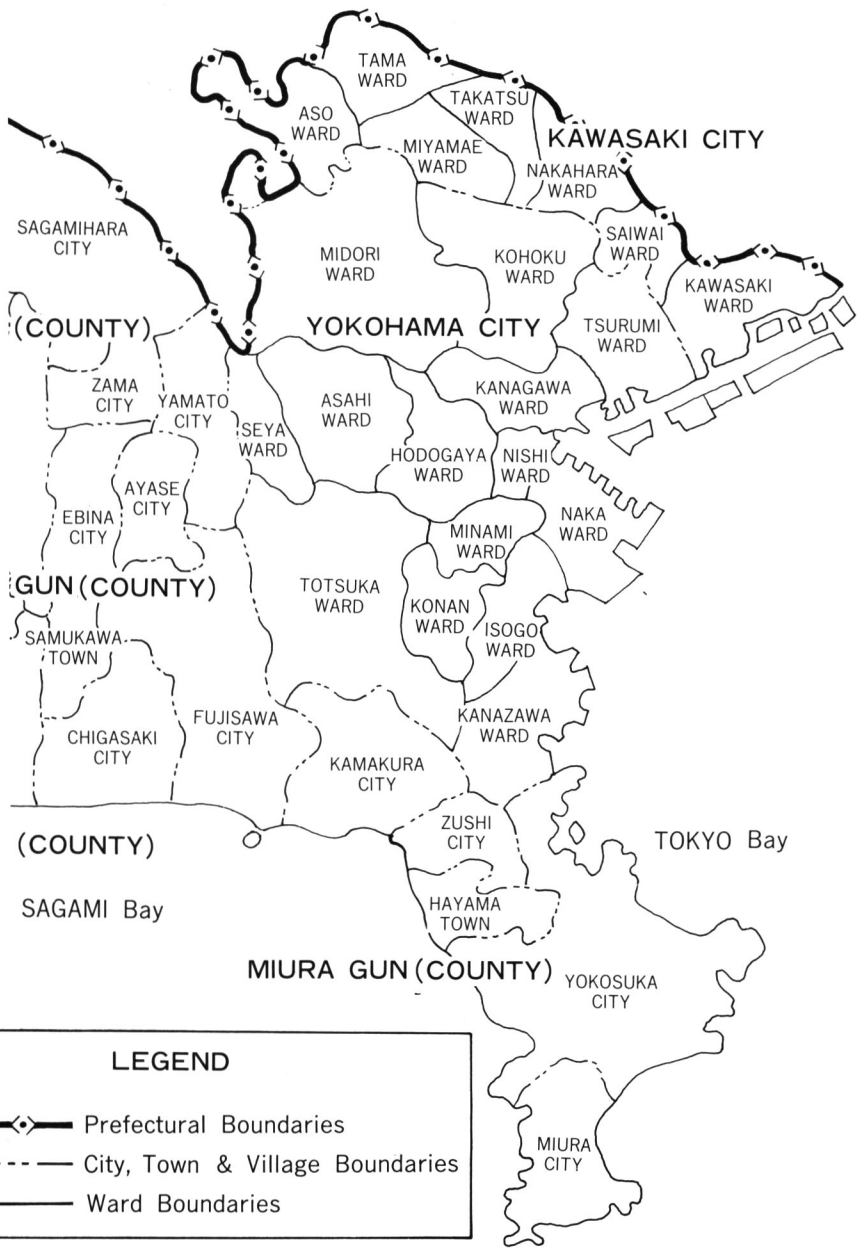 TAMA
WARD
TAKATSU
WARD
ASO
WARD
KAWASAKI CITY
MIYAMAE
WARD
NAKAHARA
WARD
SAGAMIHARA
CITY
MIDORI
WARD
KOHOKU
WARD
SAIWAI
WARD
KAWASAKI
WARD
(COUNTY)
YOKOHAMA CITY
TSURUMI
WARD
ZAMA
CITY
YAMATO
CITY
ASAHI
WARD
KANAGAWA
WARD
SEYA
WARD
HODOGAYA
WARD
NISHI
WARD
AYASE
CITY
EBINA
CITY
NAKA
WARD
MINAMI
WARD
GUN (COUNTY)
TOTSUKA
WARD
KONAN
WARD
ISOGO
WARD
SAMUKAWA
TOWN
FUJISAWA
CITY
KANAZAWA
WARD
CHIGASAKI
CITY
KAMAKURA
CITY
ZUSHI
CITY
TOKYO Bay
(COUNTY)
SAGAMI Bay
HAYAMA
TOWN
MIURA GUN (COUNTY)
YOKOSUKA
CITY
LEGEND
Prefectural Boundaries
City, Town & Village Boundaries
Ward Boundaries
MIURA
CITY